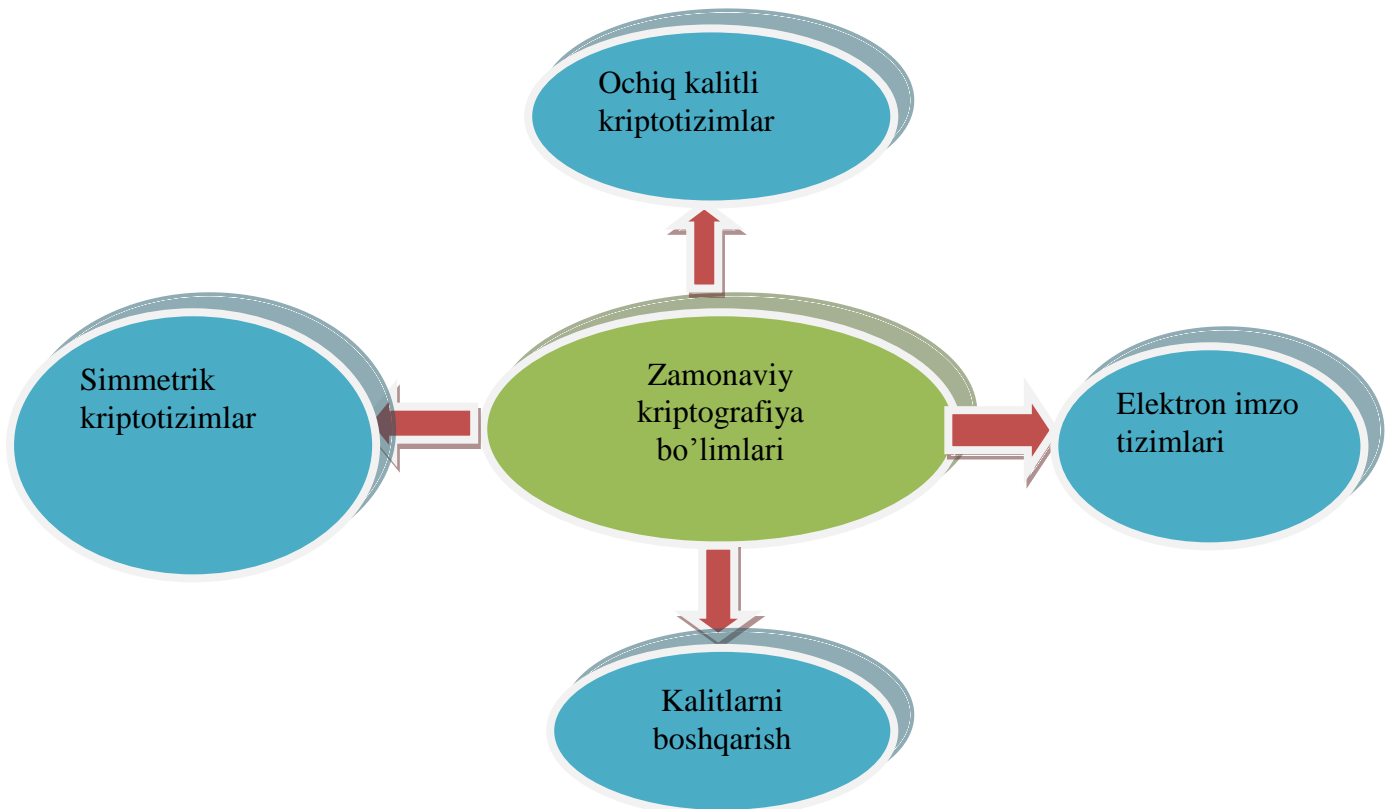 Ochiq kalitli
kriptotizimlar
Simmetrik
kriptotizimlar
Zamonaviy
kriptografiya
bo’limlari
Elektron imzo
tizimlari
Kalitlarni
boshqarish